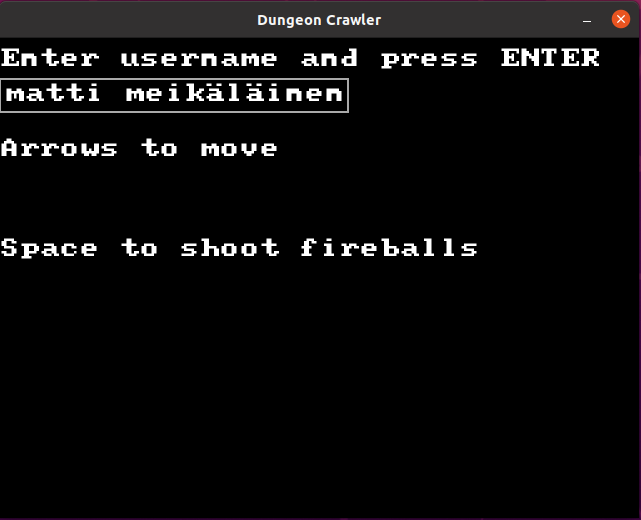 Dungeon Crawler
Enter username and press ENTER
matti meikäläinen
Arrows to move
Space to shoot fireballs